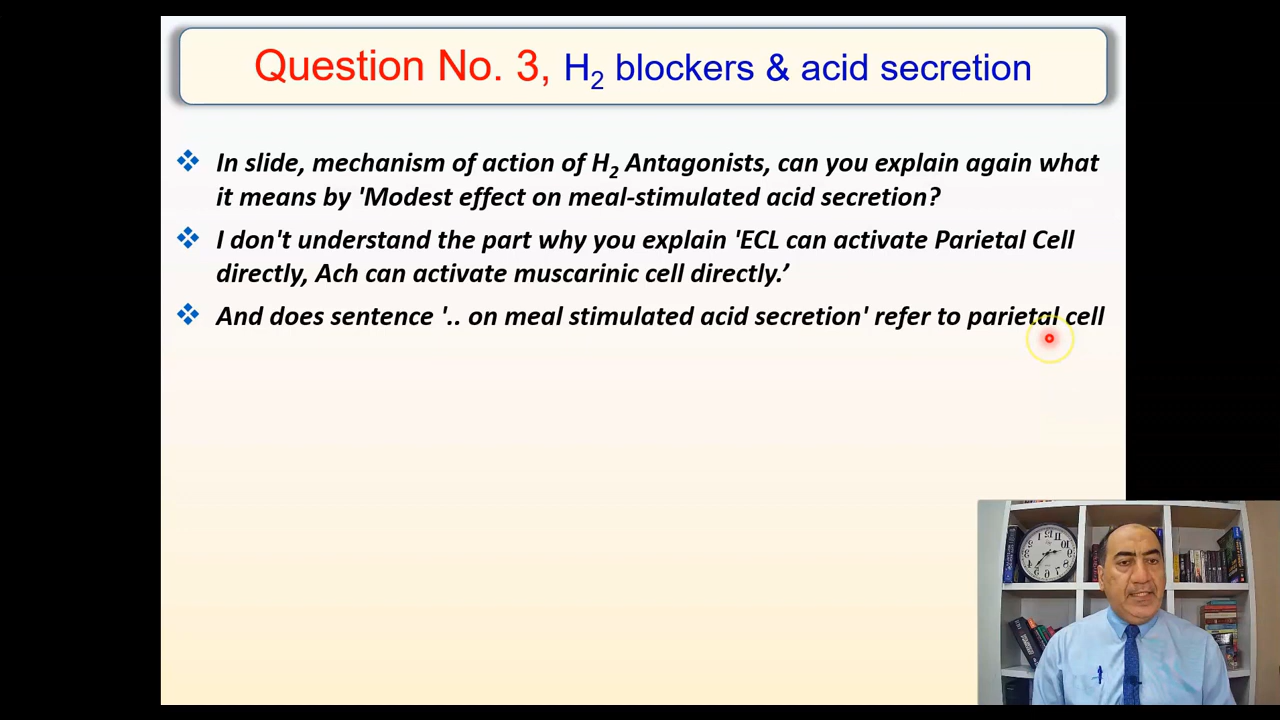 Question No. 3, H2 blockers & acid secretion
In slide, mechanism of action of H2 Antagonists, can you explain again what
it means by 'Modest effect on meal-stimulated acid secretion?
I don't understand the part why you explain 'ECL can activate Parietal Cell
directly, Ach can activate muscarinic cell directly.’
And does sentence '.. on meal stimulated acid secretion' refer to parietal cell